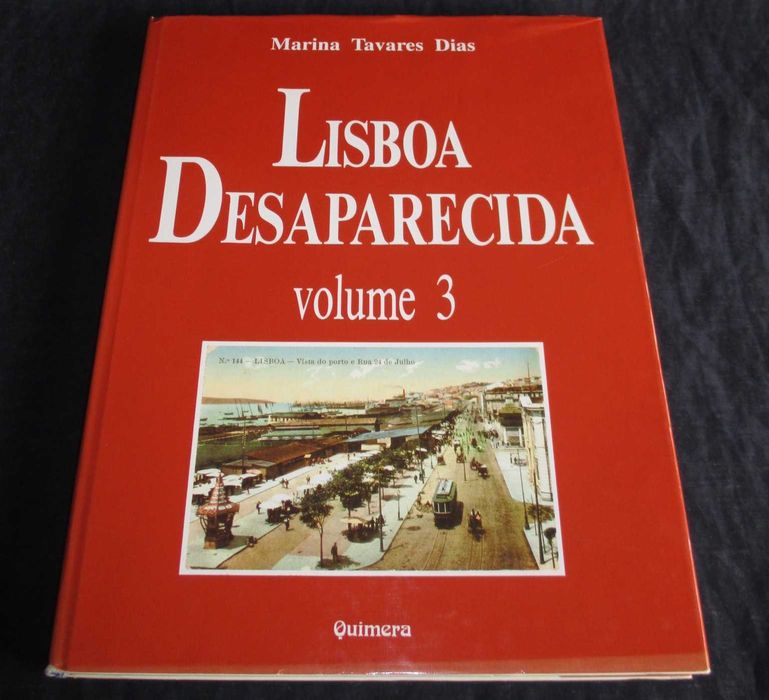 Marina Tavares Dias
LISBOA
DESAPARECIDA
volume 3
N.º 144 – LISBOA – Vista do porto e Rua 24 de Julho
Quimera